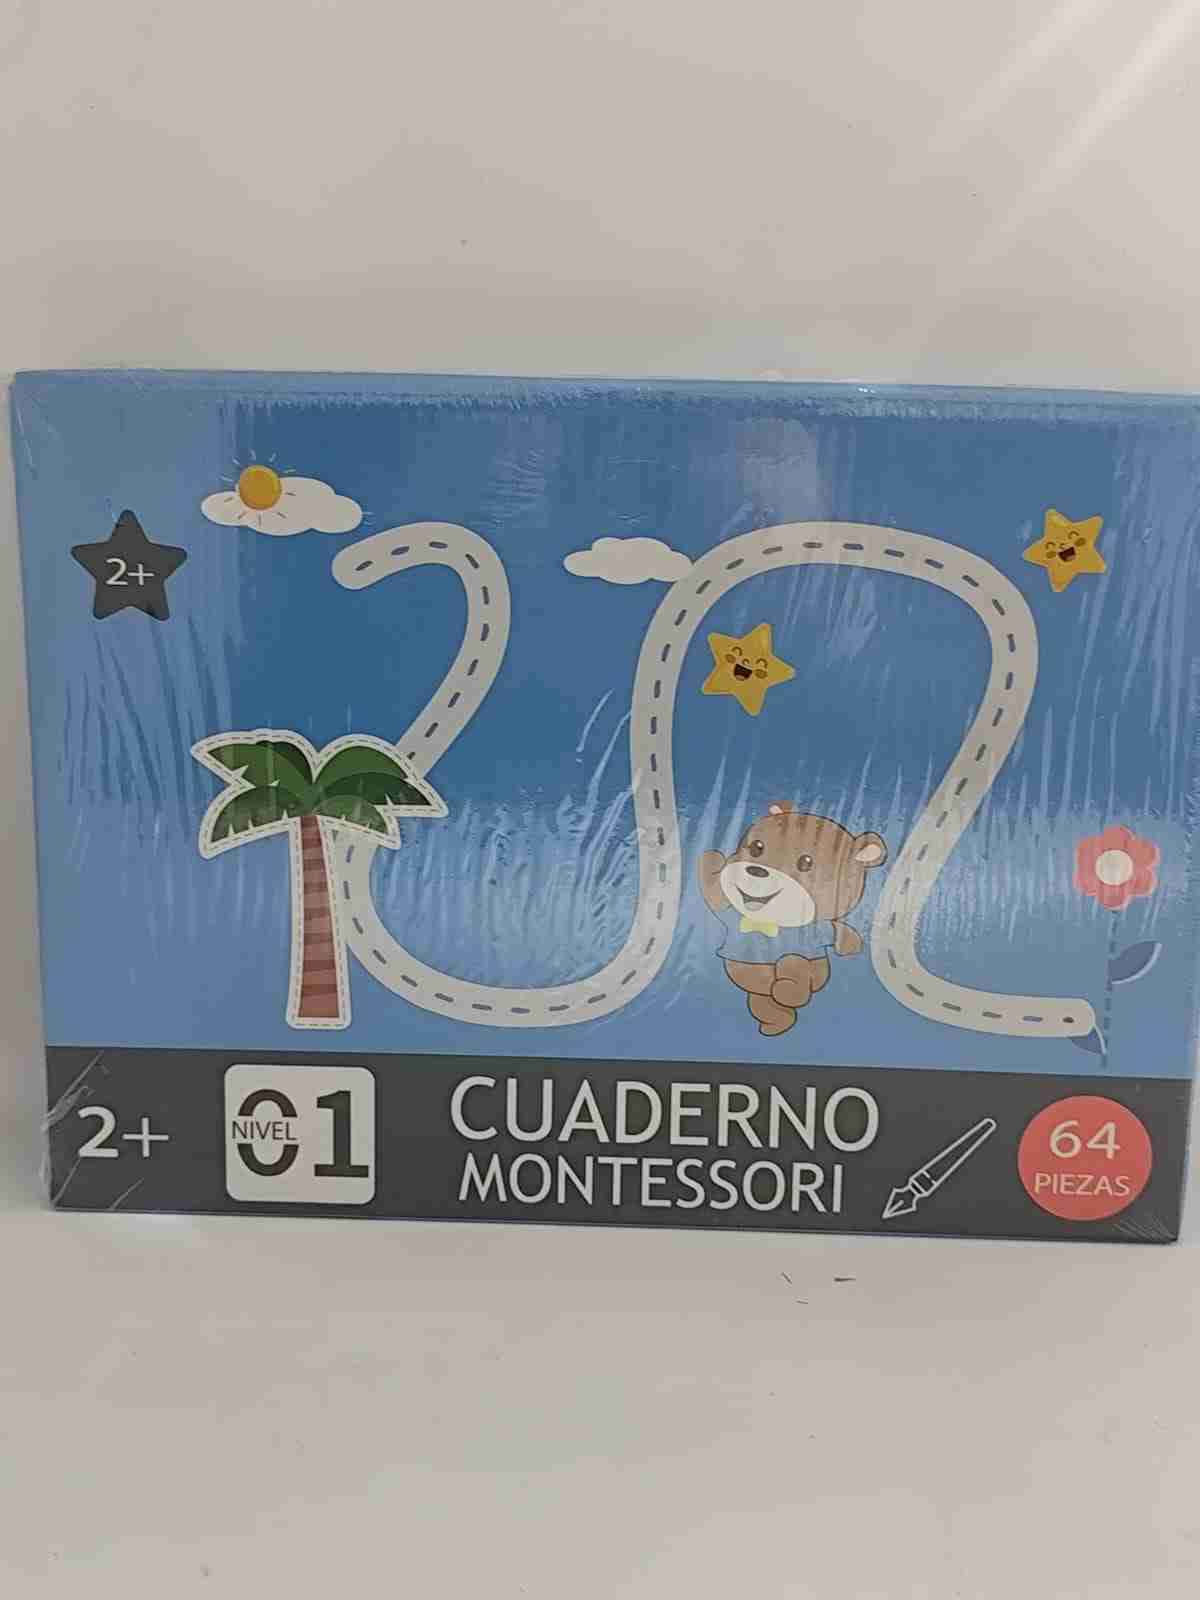 2+
2+
NIVEL 01
CUADERNO
MONTESSORI
64
PIEZAS